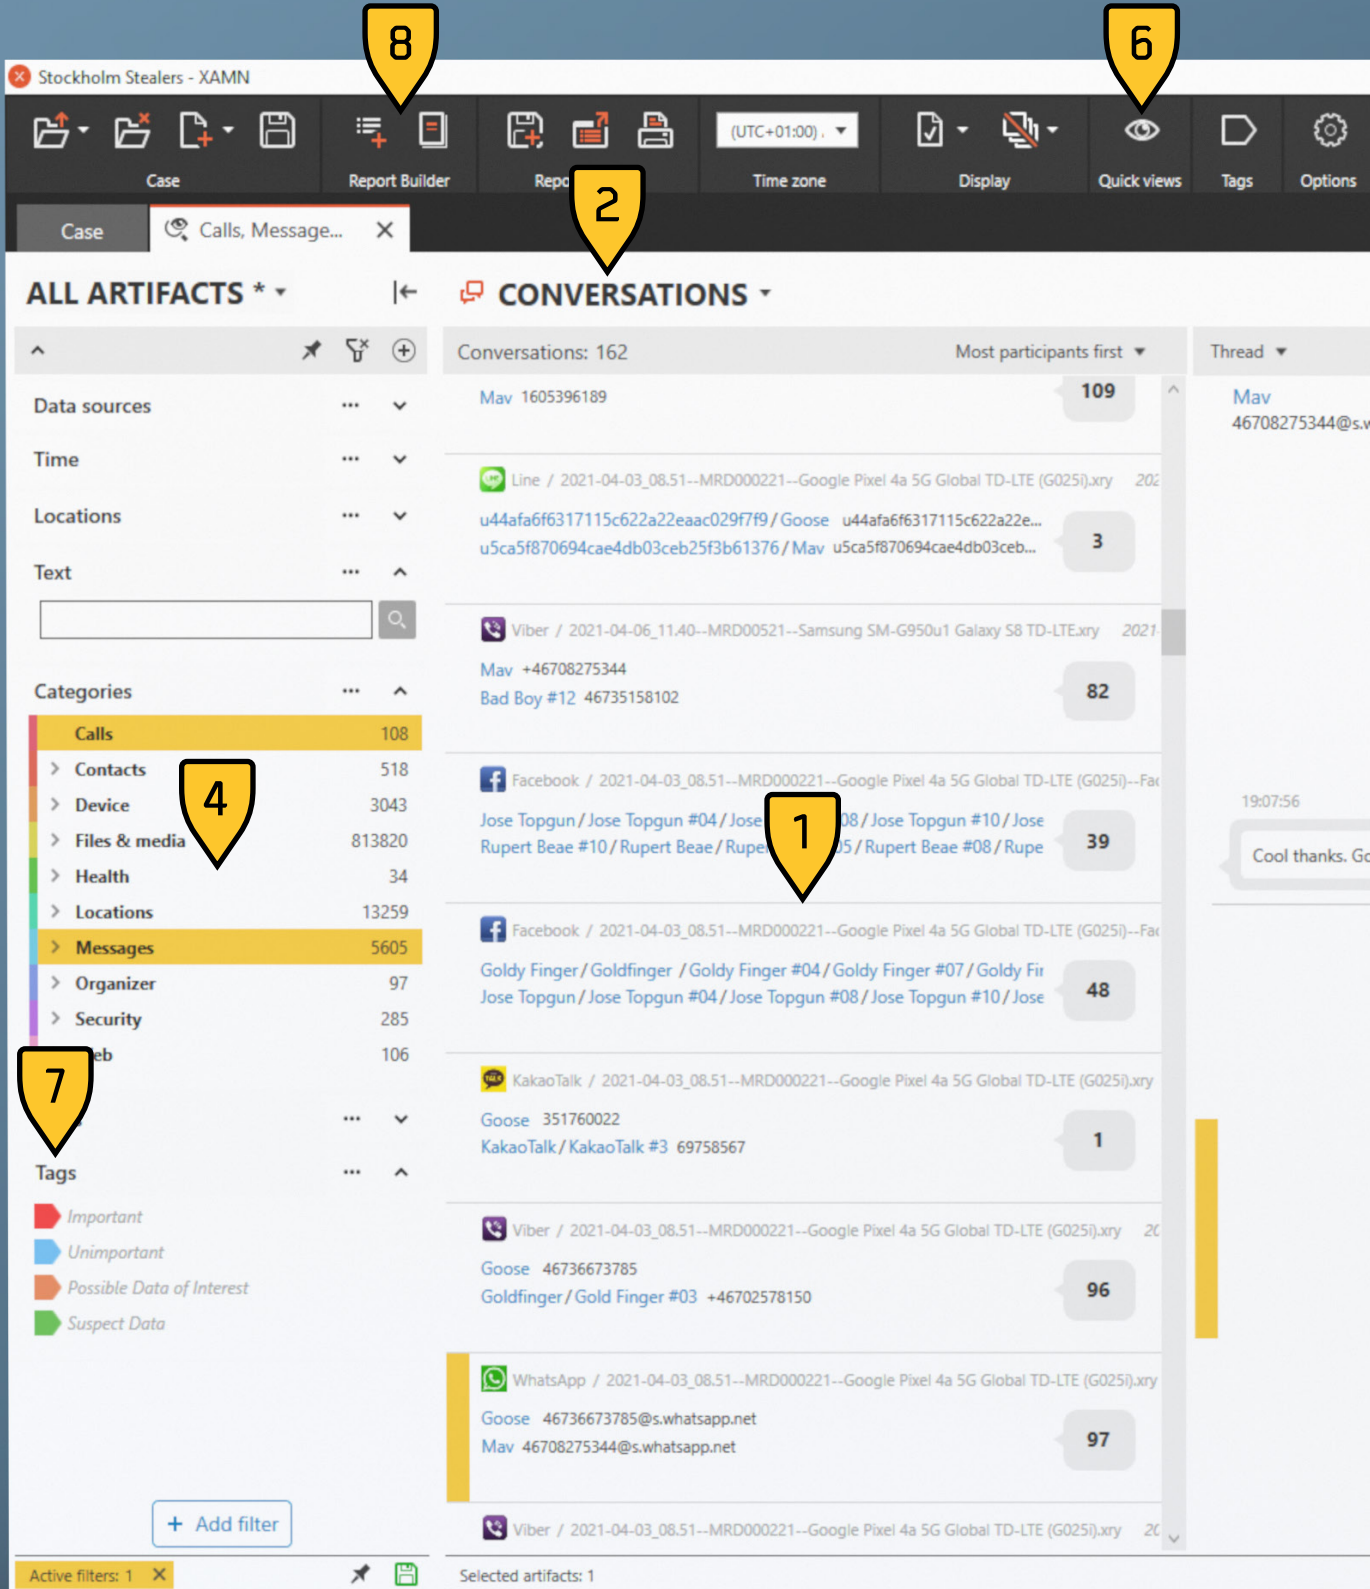 8
6
Stockholm Stealers - XAMN
(UTC+01:00)
Case
Report Builder
Time zone
Display
Quick views
Tags
Options
2
Case
Calls, Message...
ALL ARTIFACTS *
CONVERSATIONS
Conversations: 162
Most participants first
Thread
Data sources
Time
Locations
Text
Categories
Calls 108
Contacts 518
Device 3043
Files & media 813820
Health 34
Locations 13259
Messages 5605
Organizer 97
Security 285
106
4
7
Tags
Important
Unimportant
Possible Data of Interest
Suspect Data
+ Add filter
Active filters: 1
Mav 1605396189
109
Line / 2021-04-03_08.51--MRD000221--Google Pixel 4a 5G Global TD-LTE (G025i).xry 202
u44afa6f6317115c622a22eaac029f7f9/Goose u44afa6f6317115c622a22e...
u5ca5f870694cae4db03ceb25f3b61376/Mav u5ca5f870694cae4db03ceb...
3
Viber / 2021-04-06_11.40--MRD00521--Samsung SM-G950u1 Galaxy S8 TD-LTE.xry 2021-
Mav +46708275344
Bad Boy #12 46735158102
82
Facebook / 2021-04-03_08.51--MRD000221--Google Pixel 4a 5G Global TD-LTE (G025i)--Fac
Jose Topgun/Jose Topgun #04/Jose 08/Jose Topgun #10/Jose
Rupert Beae #10/Rupert Beae/Rupe 05/Rupert Beae #08/Rupe
39
1
Facebook / 2021-04-03_08.51--MRD000221--Google Pixel 4a 5G Global TD-LTE (G025i)--Fac
Goldy Finger/Goldfinger /Goldy Finger #04/Goldy Finger #07/Goldy Fir
Jose Topgun/Jose Topgun #04/Jose Topgun #08/Jose Topgun #10/Jose
48
KakaoTalk / 2021-04-03_08.51--MRD000221--Google Pixel 4a 5G Global TD-LTE (G025i).xry
Goose 351760022
KakaoTalk/KakaoTalk #3 69758567
1
Viber / 2021-04-03_08.51--MRD000221--Google Pixel 4a 5G Global TD-LTE (G025i).xry 20
Goose 46736673785
Goldfinger/Gold Finger #03 +46702578150
96
WhatsApp / 2021-04-03_08.51--MRD000221--Google Pixel 4a 5G Global TD-LTE (G025i).xry
Goose 46736673785@s.whatsapp.net
Mav 46708275344@s.whatsapp.net
97
Viber / 2021-04-03_08.51--MRD000221--Google Pixel 4a 5G Global TD-LTE (G025i).xry 20
Selected artifacts: 1
Mav
46708275344@s.w
19:07:56
Cool thanks. Go